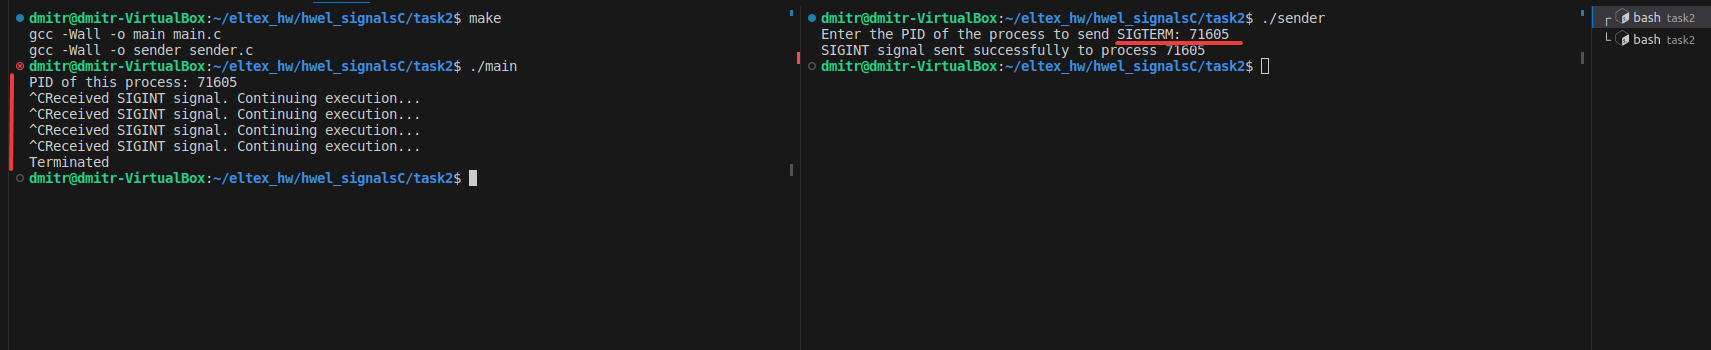 dmitr@dmitr-VirtualBox:~/eltex_hw/hwel_signalsC/task2$ make
gcc -Wall -o main main.c
gcc -Wall -o sender sender.c
dmitr@dmitr-VirtualBox:~/eltex_hw/hwel_signalsC/task2$ ./main
PID of this process: 71605
^CReceived SIGINT signal. Continuing execution...
^CReceived SIGINT signal. Continuing execution...
^CReceived SIGINT signal. Continuing execution...
^CReceived SIGINT signal. Continuing execution...
Terminated
dmitr@dmitr-VirtualBox:~/eltex_hw/hwel_signalsC/task2$
dmitr@dmitr-VirtualBox:~/eltex_hw/hwel_signalsC/task2$ ./sender
Enter the PID of the process to send SIGTERM: 71605
SIGINT signal sent successfully to process 71605
dmitr@dmitr-VirtualBox:~/eltex_hw/hwel_signalsC/task2$
bash task2
bash task2